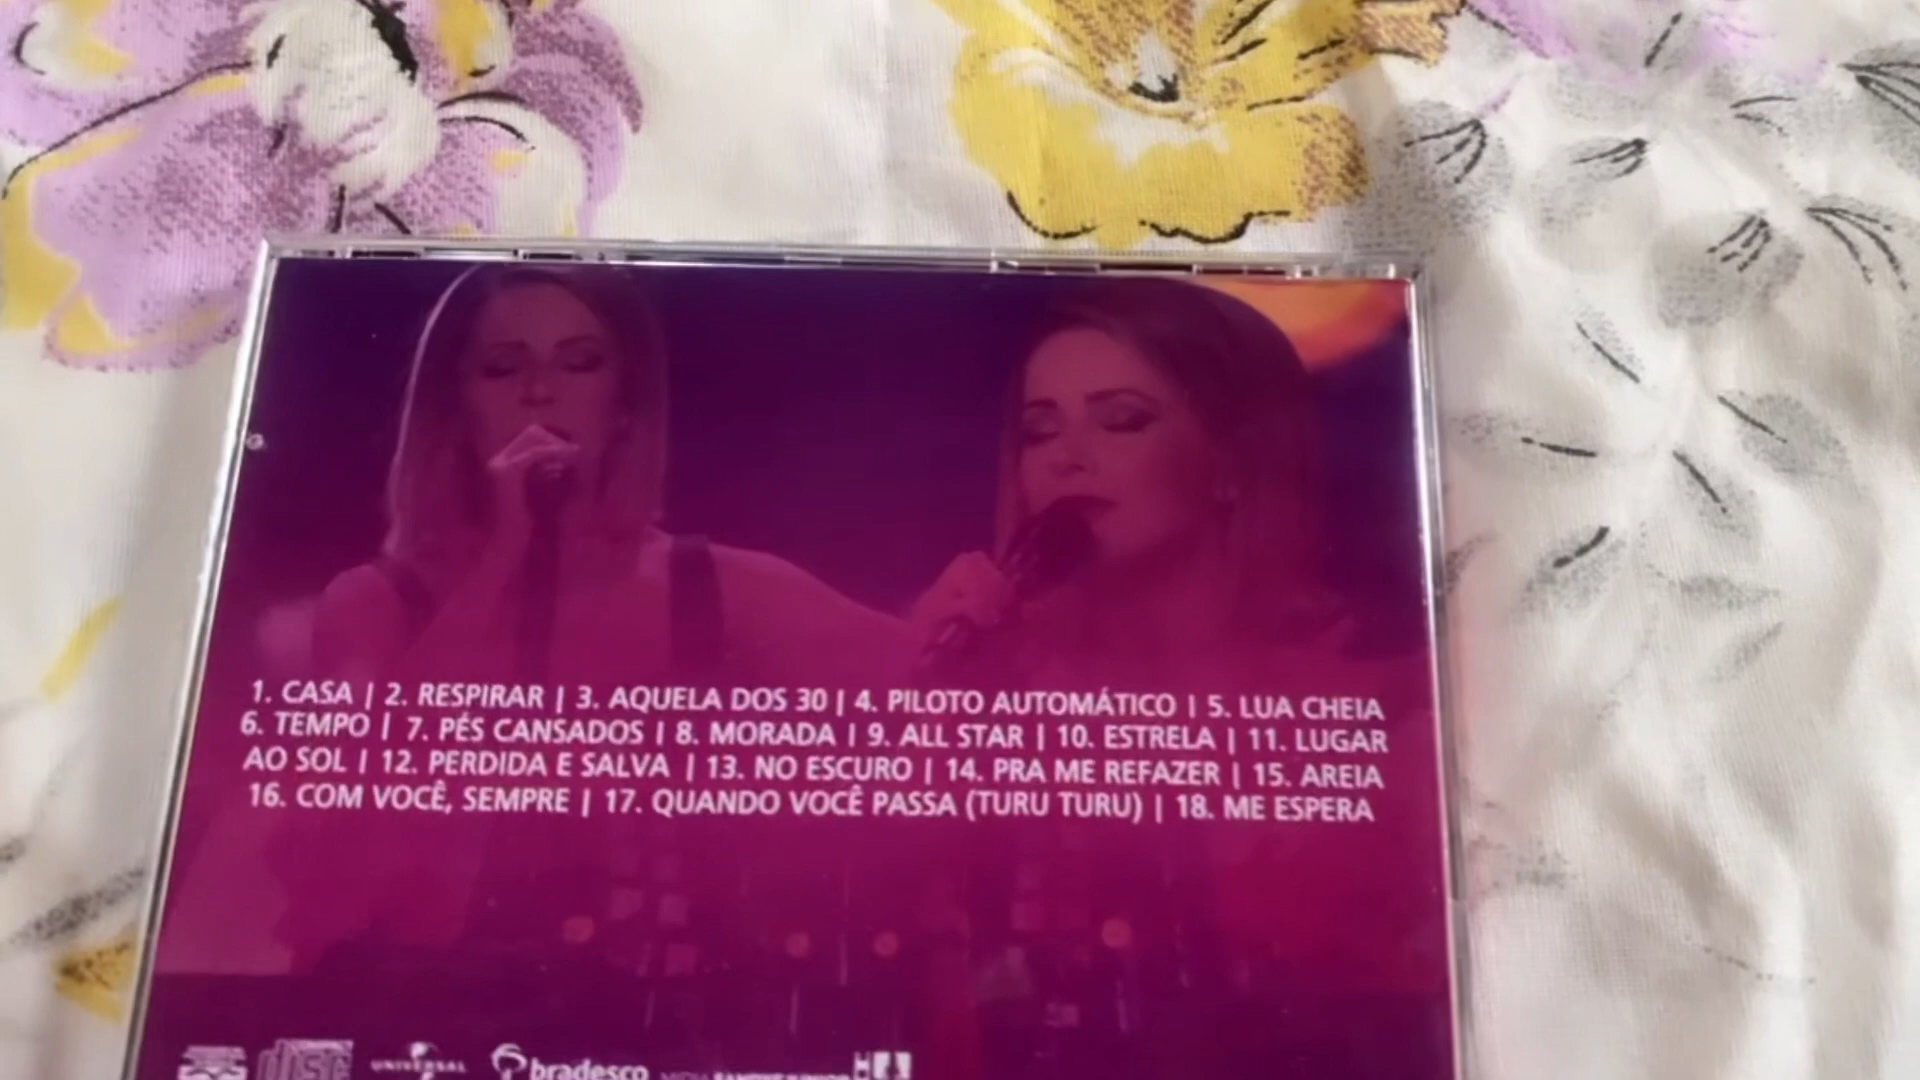 1. CASA | 2. RESPIRAR | 3. AQUELA DOS 30 | 4. PILOTO AUTOMÁTICO | 5. LUA CHEIA
6. TEMPO | 7. PÉS CANSADOS | 8. MORADA | 9. ALL STAR | 10. ESTRELA | 11. LUGAR
AO SOL | 12. PERDIDA E SALVA | 13. NO ESCURO | 14. PRA ME REFAZER | 15. AREIA
16. COM VOCÊ, SEMPRE | 17. QUANDO VOCÊ PASSA (TURU TURU) | 18. ME ESPERA
disc UNIVERSAL bradesco